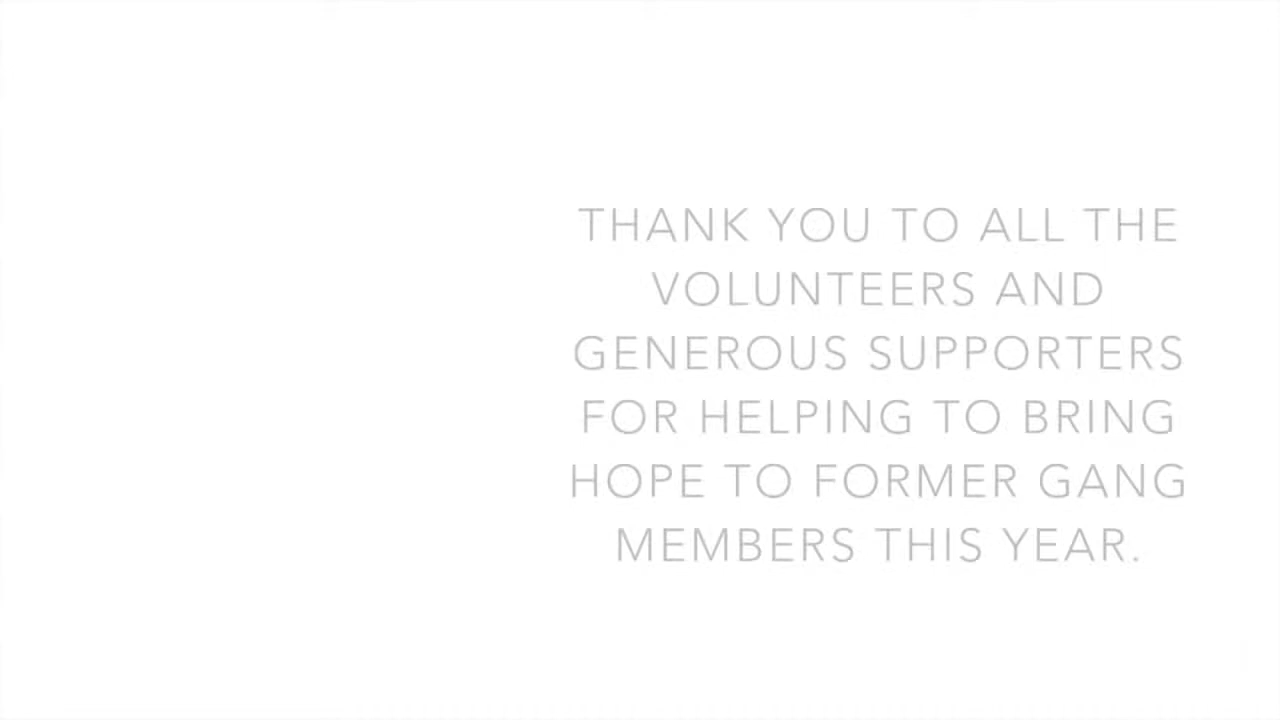 THANK YOU TO ALL THE
VOLUNTEERS AND
GENEROUS SUPPORTERS
FOR HELPING TO BRING
HOPE TO FORMER GANG
MEMBERS THIS YEAR.